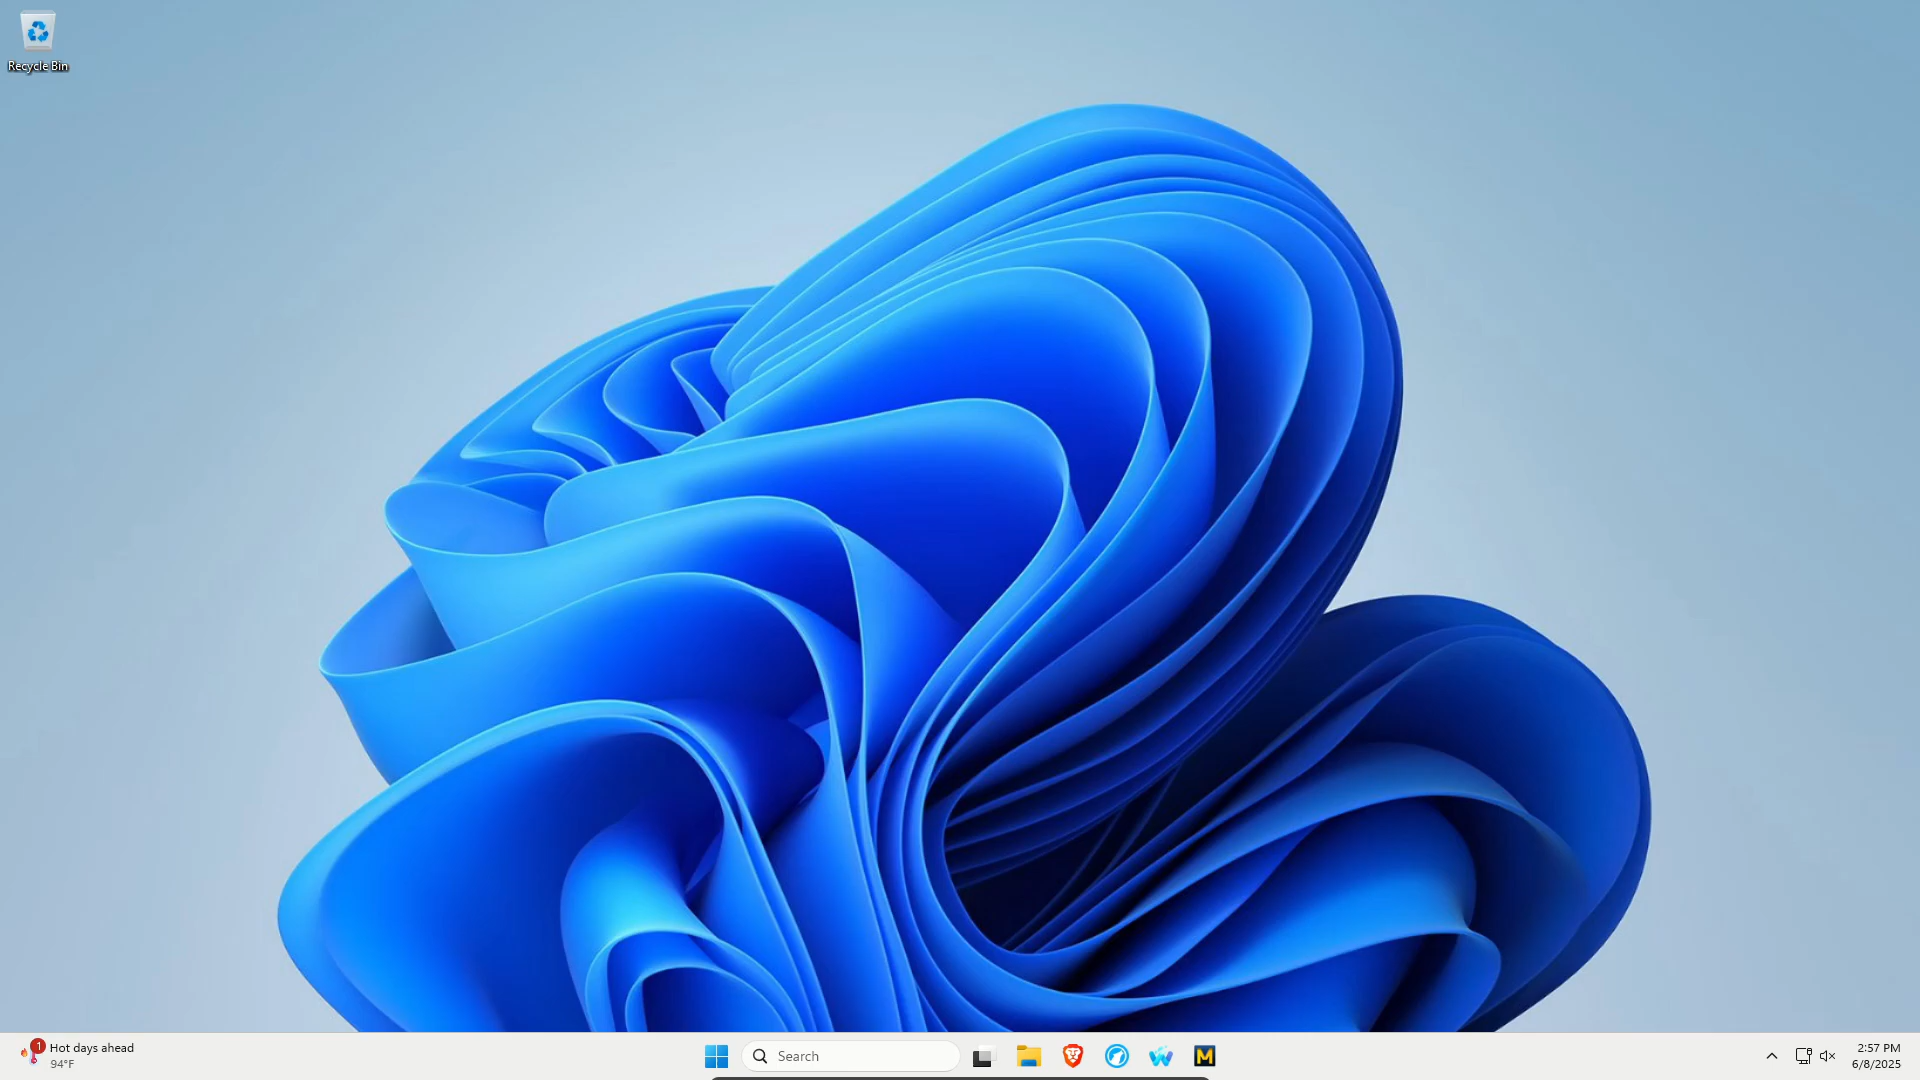 Recycle Bin
1
Hot days ahead
94°F
Search
M
2:57 PM
6/8/2025